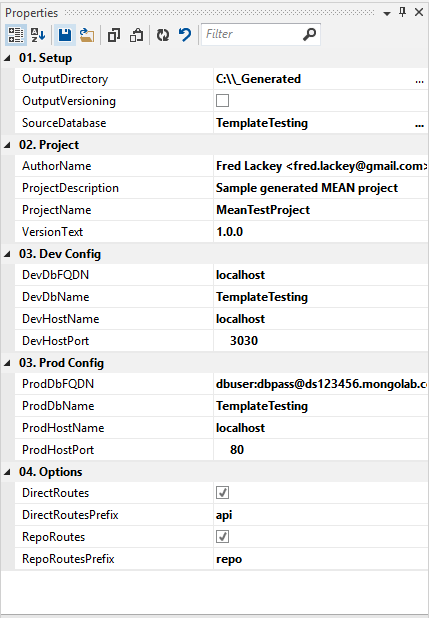 Properties
Filter
01. Setup
OutputDirectory C:\\_Generated ...
OutputVersioning
SourceDatabase TemplateTesting ...
02. Project
AuthorName Fred Lackey <fred.lackey@gmail.com>
ProjectDescription Sample generated MEAN project
ProjectName MeanTestProject
VersionText 1.0.0
03. Dev Config
DevDbFQDN localhost
DevDbName TemplateTesting
DevHostName localhost
DevHostPort 3030
03. Prod Config
ProdDbFQDN dbuser:dbpass@ds123456.mongolab.c
ProdDbName TemplateTesting
ProdHostName localhost
ProdHostPort 80
04. Options
DirectRoutes
DirectRoutesPrefix api
RepoRoutes
RepoRoutesPrefix repo